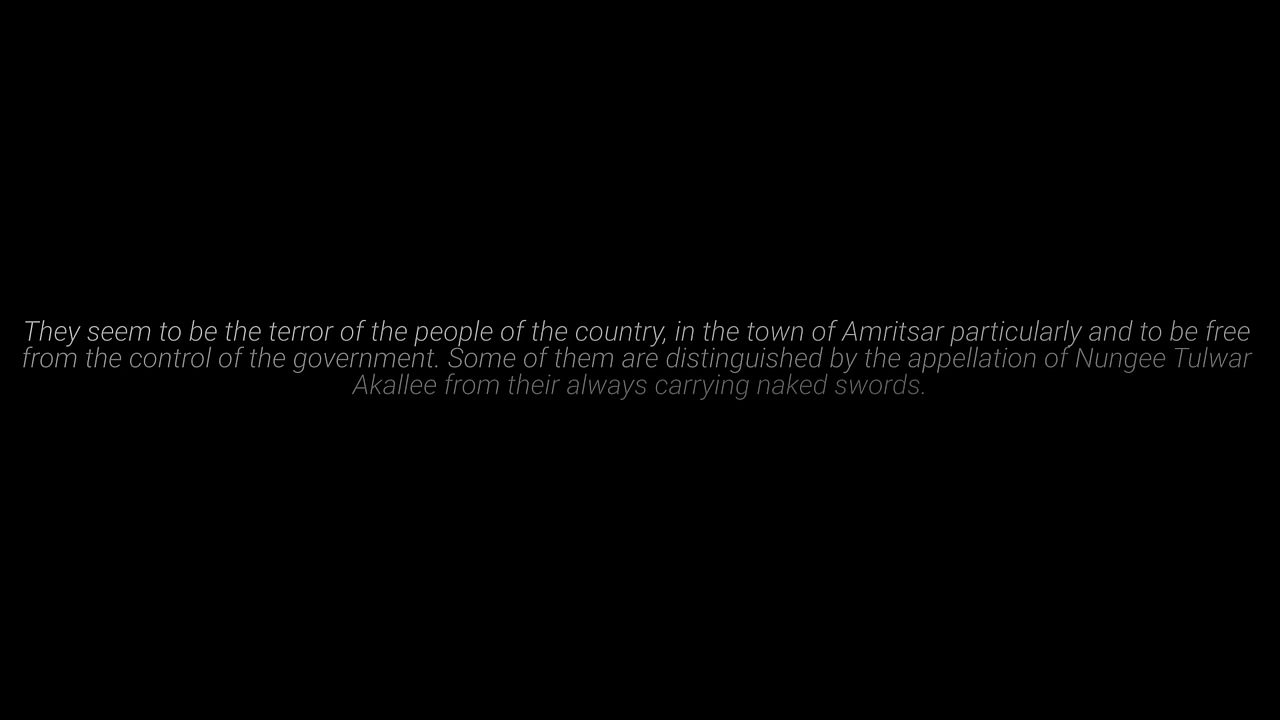 They seem to be the terror of the people of the country, in the town of Amritsar particularly and to be free
from the control of the government. Some of them are distinguished by the appellation of Nungee Tulwar
Akallee from their always carrying naked swords.